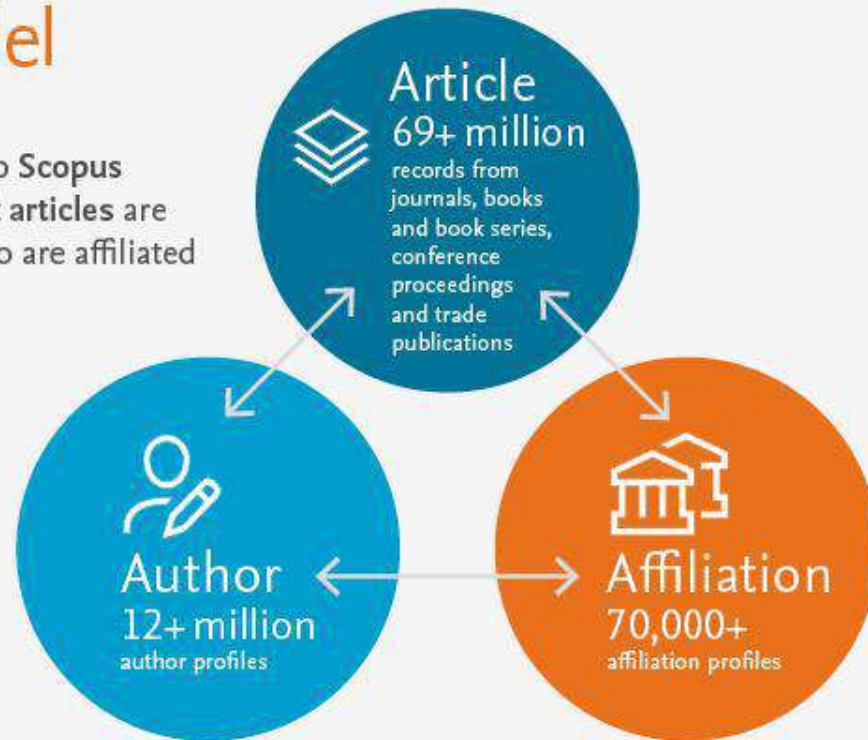 el
Scopus
articles are
are affiliated
Article
69+ million
records from
journals, books
and book series,
conference
proceedings
and trade
publications
Author
12+ million
author profiles
Affiliation
70,000+
affiliation profiles